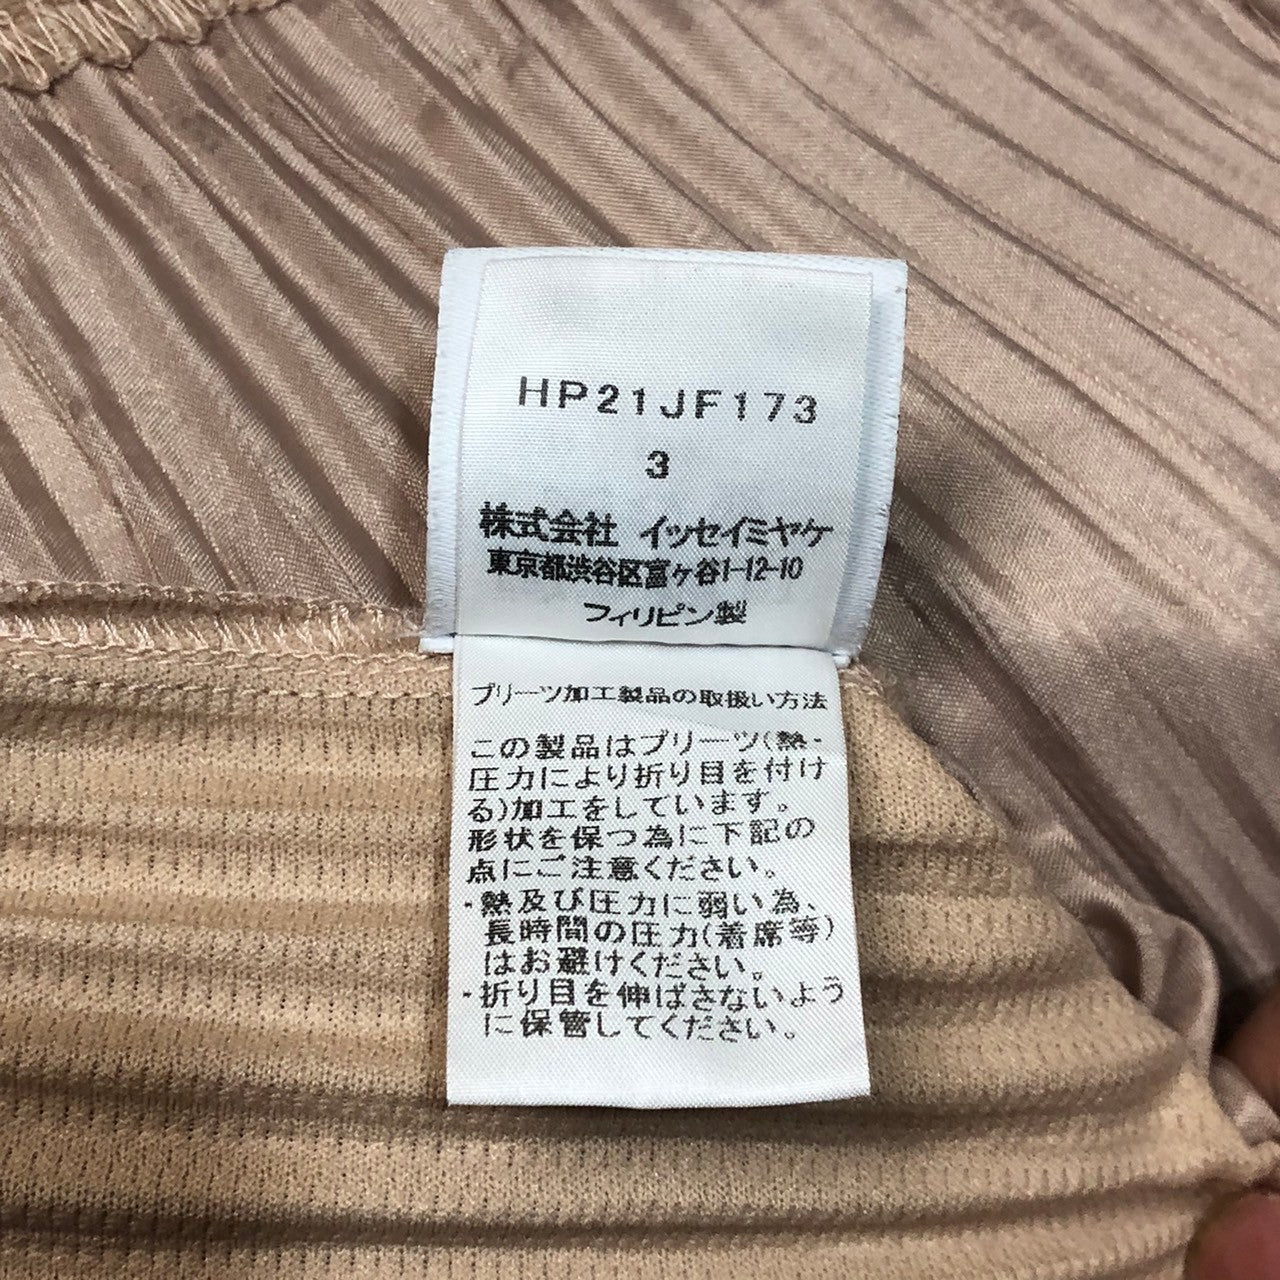 HP21JF173
3
株式会社 イッセイミヤケ
東京都渋谷区富ヶ谷1-12-10
フィリピン製
プリーツ加工製品の取扱い方法
この製品はプリーツ(熱・
圧力により折り目を付け
る)加工をしています。
形状を保つ為に下記の
点にご注意ください。
・熱及び圧力に弱い為、
長時間の圧力(着席等)
はお避けください。
・折り目を伸ばさないよう
に保管してください。